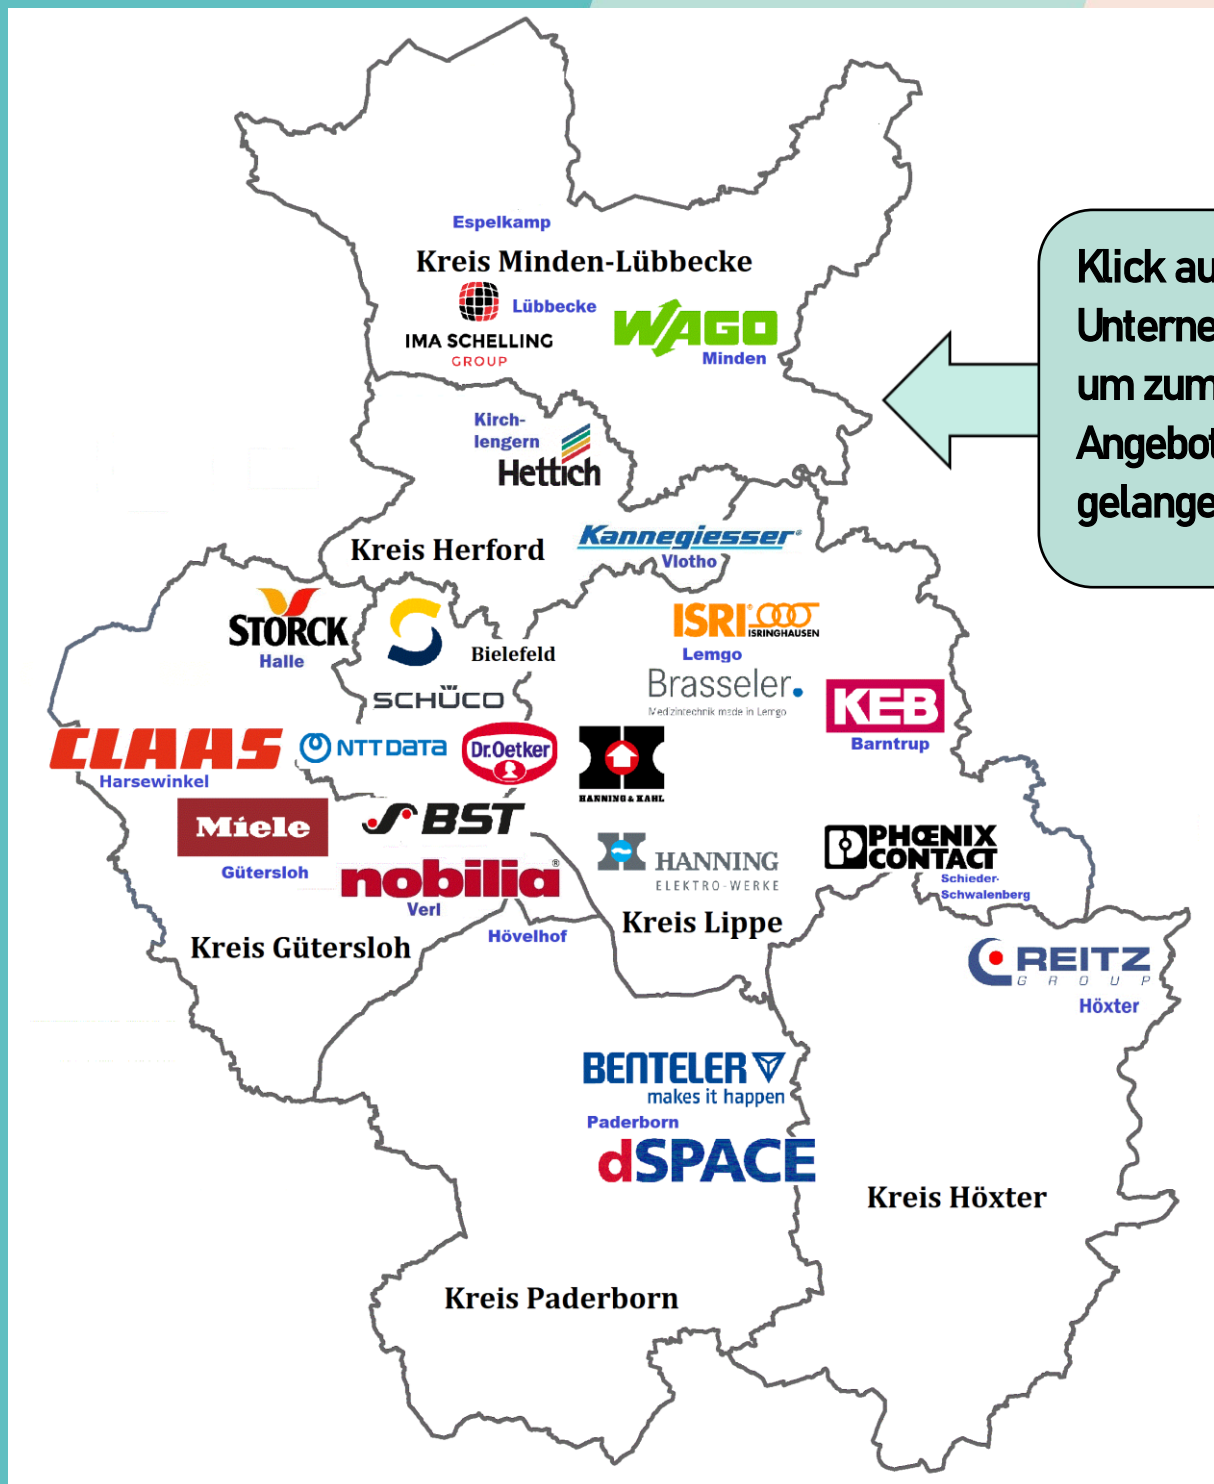 Espelkamp
Kreis Minden-Lübbecke
Lübbecke
IMA SCHELLING
GROUP
WAGO
Minden
Klick au
Unterne
um zum
Angebot
gelange
Kirch-
lengern
Hettich
Kreis Herford
Kannegiesser®
Vlotho
STORCK
Halle
Bielefeld
ISRI®
ISRINGHAUSEN
Lemgo
SCHÜCO
Brasseler.
Medizintechnik made in Lemgo
KEB
Barntrup
CLAAS
Harsewinkel
NTT DATA
Dr.Oetker
HANNING & KAHL
Miele
Gütersloh
BST
nobilia®
Verl
HANNING
ELEKTRO-WERKE
PHŒNIX
CONTACT
Schieder-
Schwalenberg
Kreis Gütersloh
Hövelhof
Kreis Lippe
REITZ
GROUP
Höxter
BENTELER
makes it happen
Paderborn
dSPACE
Kreis Höxter
Kreis Paderborn